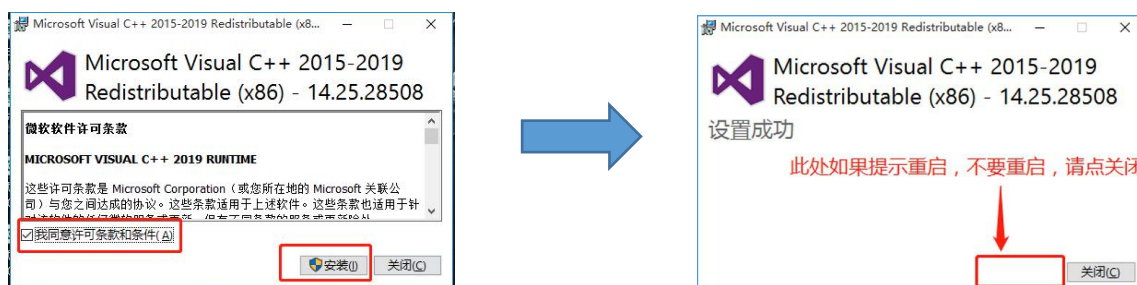 Microsoft Visual C++ 2015-2019 Redistributable (x8...
Microsoft Visual C++ 2015-2019
Redistributable (x86) - 14.25.28508
微软软件许可条款
MICROSOFT VISUAL C++ 2019 RUNTIME
这些许可条款是 Microsoft Corporation（或您所在地的 Microsoft 关联公
司）与您之间达成的协议。这些条款适用于上述软件。这些条款也适用于针
我同意许可条款和条件(A)
安装(I)
关闭(C)
Microsoft Visual C++ 2015-2019 Redistributable (x8...
Microsoft Visual C++ 2015-2019
Redistributable (x86) - 14.25.28508
设置成功
此处如果提示重启，不要重启，请点关闭
关闭(C)